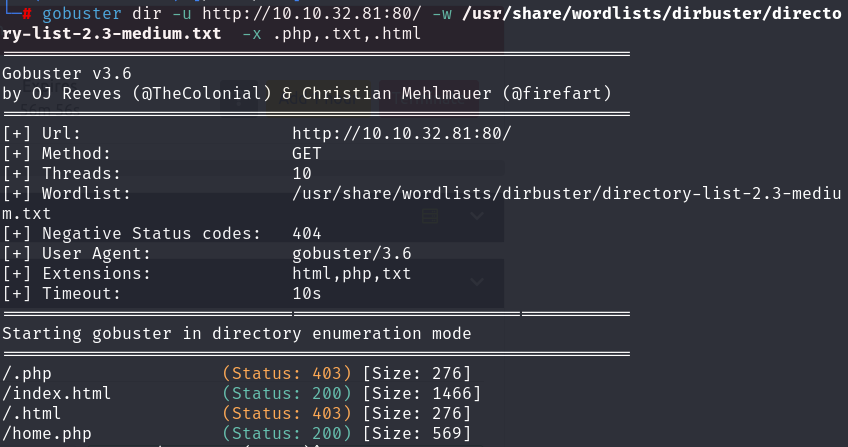 # gobuster dir -u http://10.10.32.81:80/ -w /usr/share/wordlists/dirbuster/directo
ry-list-2.3-medium.txt  -x .php,.txt,.html
===============================================================
Gobuster v3.6
by OJ Reeves (@TheColonial) & Christian Mehlmauer (@firefart)
===============================================================
[+] Url:                     http://10.10.32.81:80/
[+] Method:                  GET
[+] Threads:                 10
[+] Wordlist:                /usr/share/wordlists/dirbuster/directory-list-2.3-mediu
m.txt
[+] Negative Status codes:   404
[+] User Agent:              gobuster/3.6
[+] Extensions:              html,php,txt
[+] Timeout:                 10s
===============================================================
Starting gobuster in directory enumeration mode
===============================================================
/.php                 (Status: 403) [Size: 276]
/index.html           (Status: 200) [Size: 1466]
/.html                (Status: 403) [Size: 276]
/home.php             (Status: 200) [Size: 569]